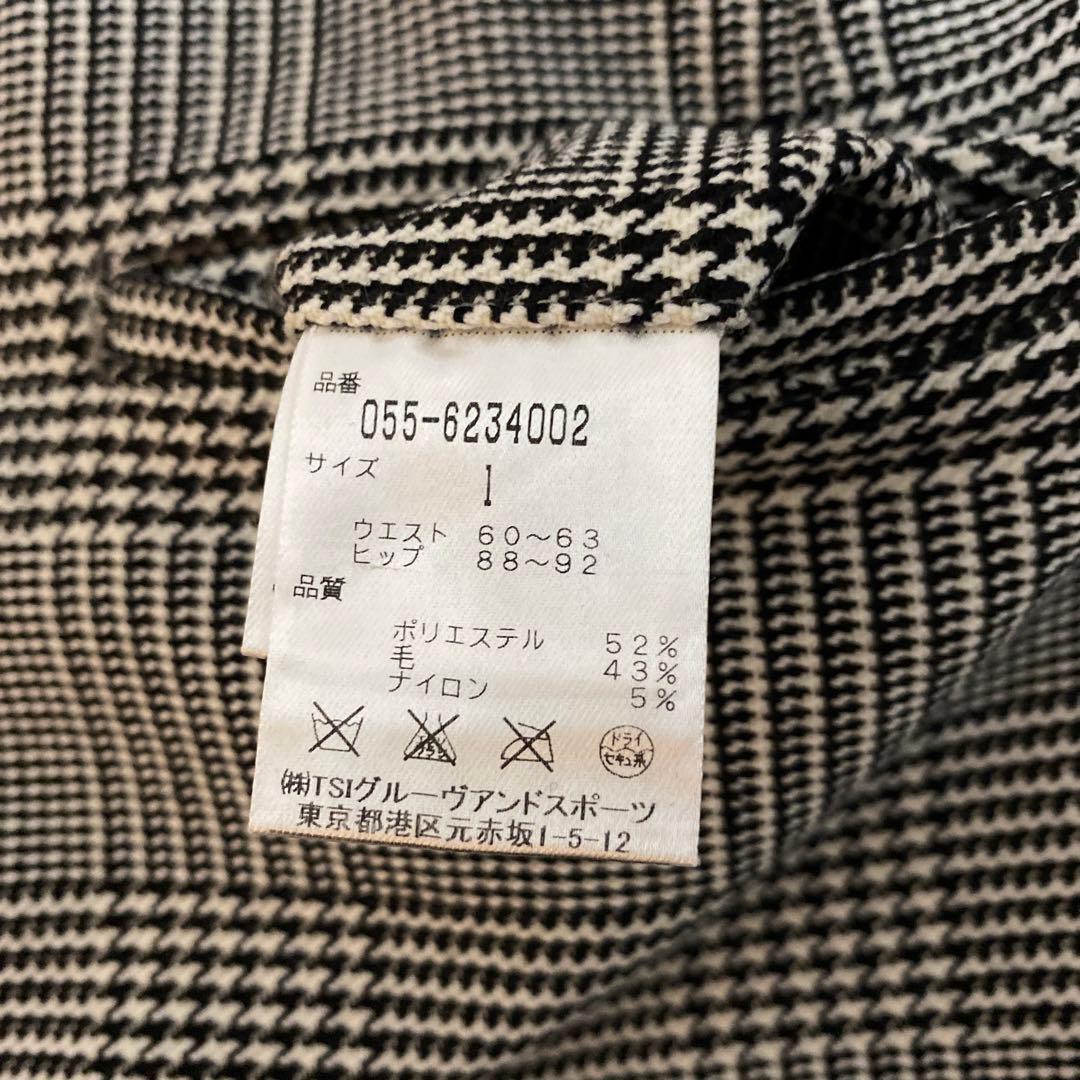 品番
055-6234002
サイズ
1
ウエスト 60〜63
ヒップ 88〜92
品質
ポリエステル 52%
毛 43%
ナイロン 5%
エンソ
ドライ
セキユ系
㈱TSIグルーヴアンドスポーツ
東京都港区元赤坂1-5-12